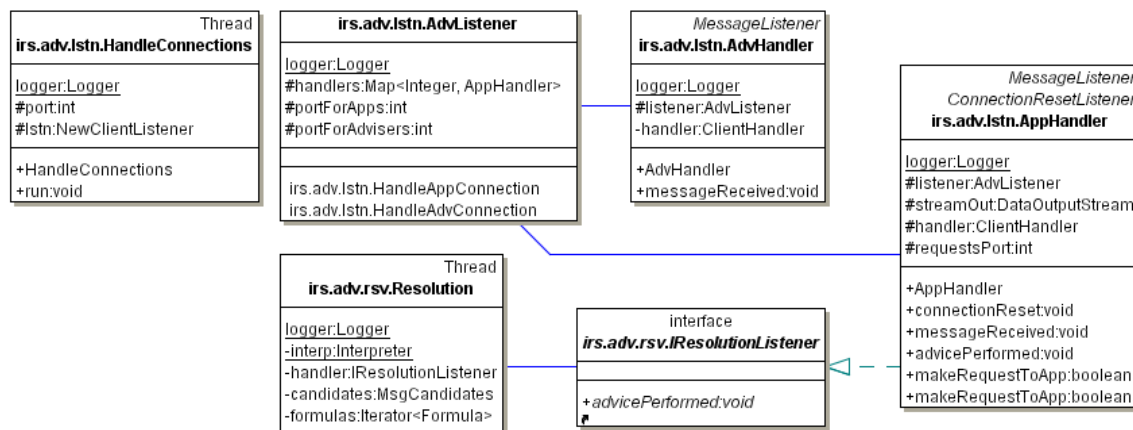 Thread
irs.adv.lstn.HandleConnections
logger:Logger
#port:int
#lstn:NewClientListener
+HandleConnections
+run:void
irs.adv.lstn.AdvListener
logger:Logger
#handlers:Map<Integer, AppHandler>
#portForApps:int
#portForAdvisers:int
irs.adv.lstn.HandleAppConnection
irs.adv.lstn.HandleAdvConnection
MessageListener
irs.adv.lstn.AdvHandler
logger:Logger
#listener:AdvListener
-handler:ClientHandler
+AdvHandler
+messageReceived:void
MessageListener
ConnectionResetListener
irs.adv.lstn.AppHandler
logger:Logger
#listener:AdvListener
#streamOut:DataOutputStream
#handler:ClientHandler
#requestsPort:int
+AppHandler
+connectionReset:void
+messageReceived:void
+advicePerformed:void
+makeRequestToApp:boolean
+makeRequestToApp:boolean
Thread
irs.adv.rsv.Resolution
logger:Logger
-interp:Interpreter
-handler:IResolutionListener
-candidates:MsgCandidates
-formulas:Iterator<Formula>
interface
irs.adv.rsv.IResolutionListener
+advicePerformed:void